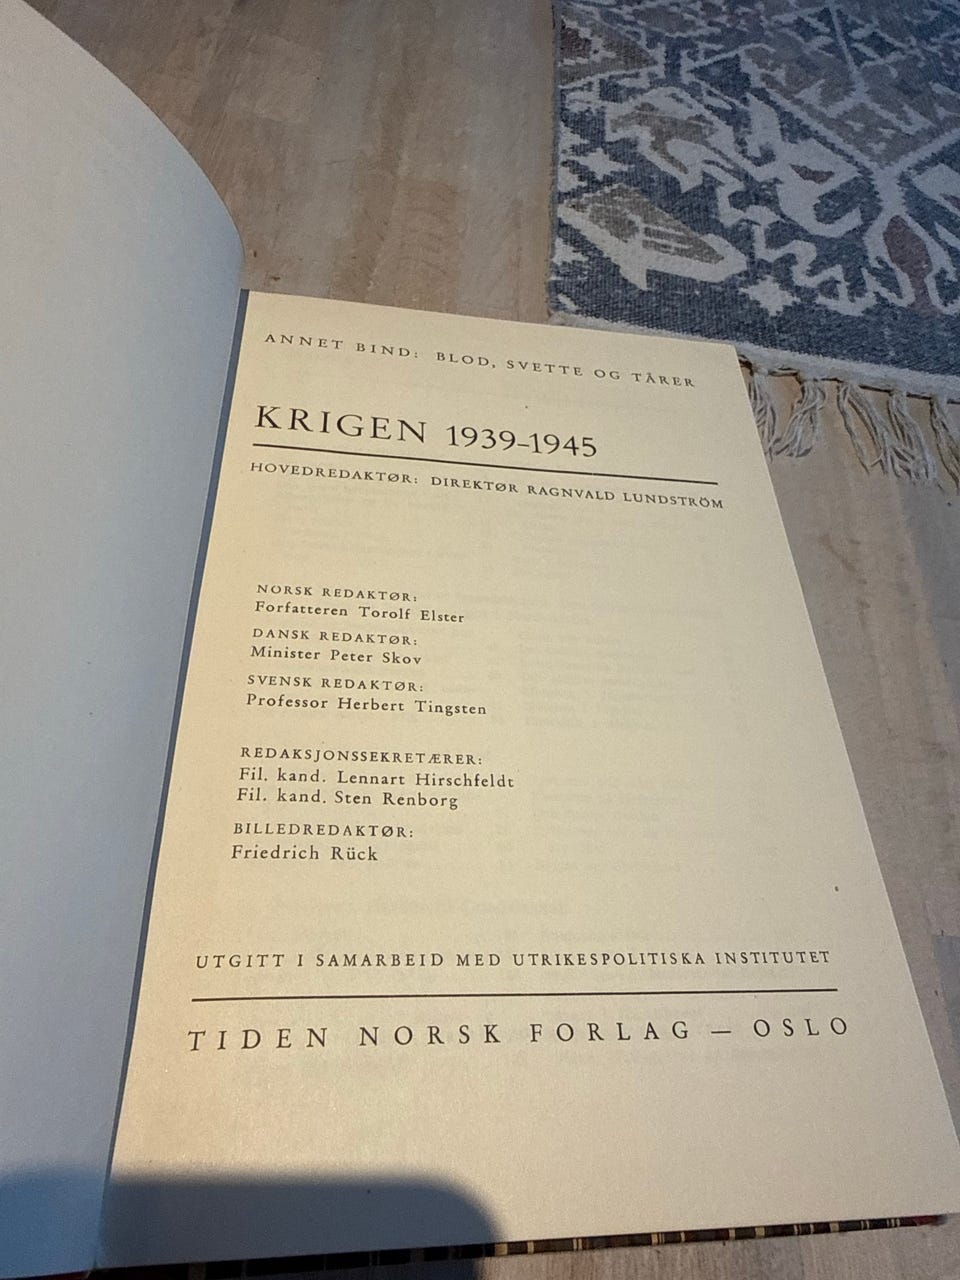 ANNET BIND: BLOD, SVETTE OG TÅRER
KRIGEN 1939–1945
HOVEDREDAKTØR: DIREKTØR RAGNVALD LUNDSTRÖM
NORSK REDAKTØR:
Forfatteren Torolf Elster
DANSK REDAKTØR:
Minister Peter Skov
SVENSK REDAKTØR:
Professor Herbert Tingsten
REDAKSJONSSEKRETÆRER:
Fil. kand. Lennart Hirschfeldt
Fil. kand. Sten Renborg
BILLEDREDAKTØR:
Friedrich Rück
UTGITT I SAMARBEID MED UTRIKESPOLITISKA INSTITUTET
TIDEN NORSK FORLAG — OSLO